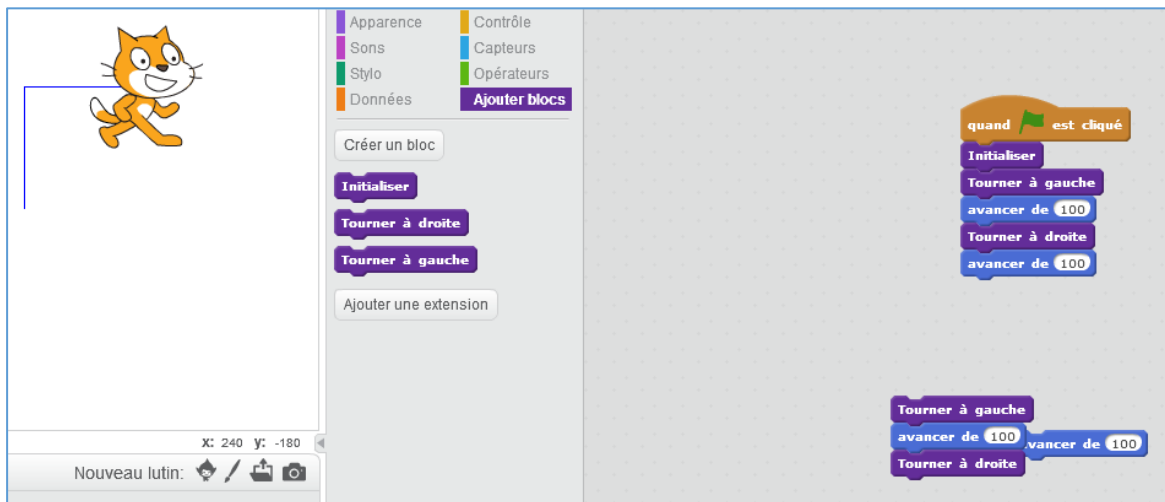 Apparence
Contrôle
Sons
Capteurs
Stylo
Opérateurs
Données
Ajouter blocs
Créer un bloc
Initialiser
Tourner à droite
Tourner à gauche
Ajouter une extension
x: 240 y: -180
Nouveau lutin:
quand est cliqué
Initialiser
Tourner à gauche
avancer de 100
Tourner à droite
avancer de 100
Tourner à gauche
avancer de 100
vancer de 100
Tourner à droite